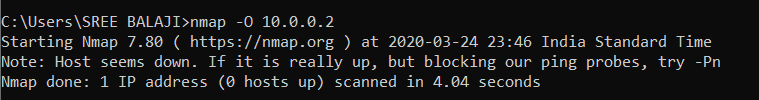 C:\Users\SREE BALAJI>nmap -O 10.0.0.2
Starting Nmap 7.80 ( https://nmap.org ) at 2020-03-24 23:46 India Standard Time
Note: Host seems down. If it is really up, but blocking our ping probes, try -Pn
Nmap done: 1 IP address (0 hosts up) scanned in 4.04 seconds